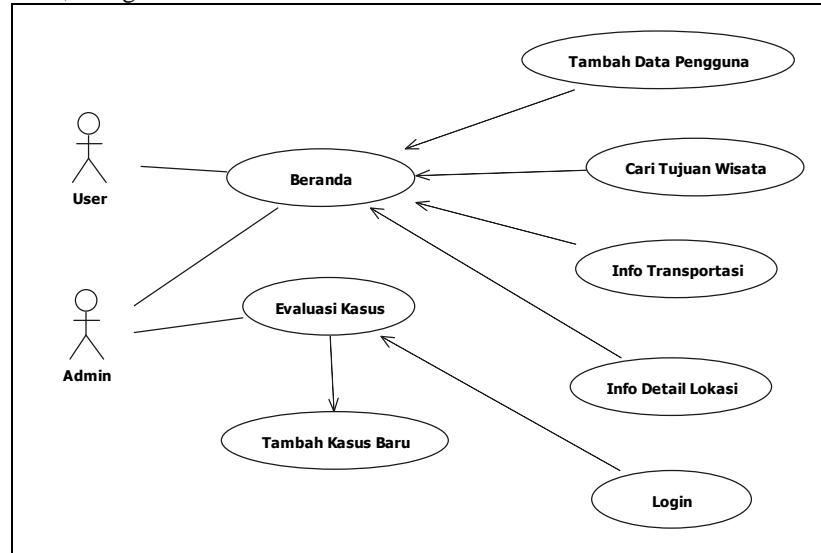 Tambah Data Pengguna
Cari Tujuan Wisata
Beranda
User
Info Transportasi
Evaluasi Kasus
Admin
Info Detail Lokasi
Tambah Kasus Baru
Login